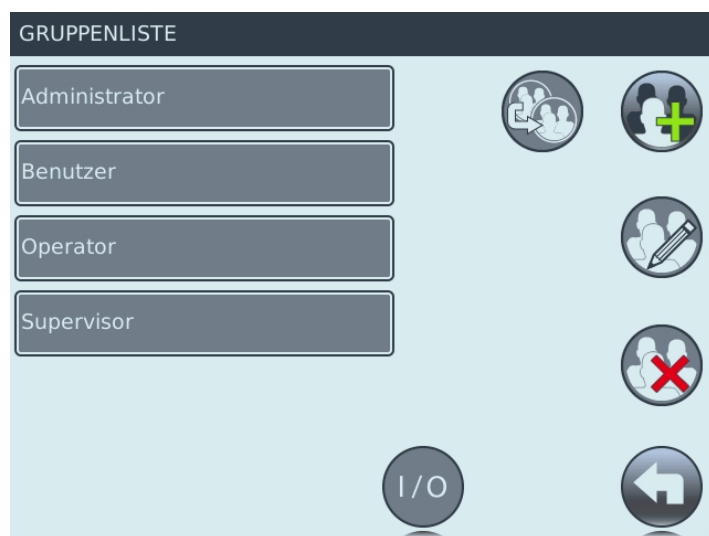 GRUPPENLISTE
Administrator
Benutzer
Operator
Supervisor
I/O